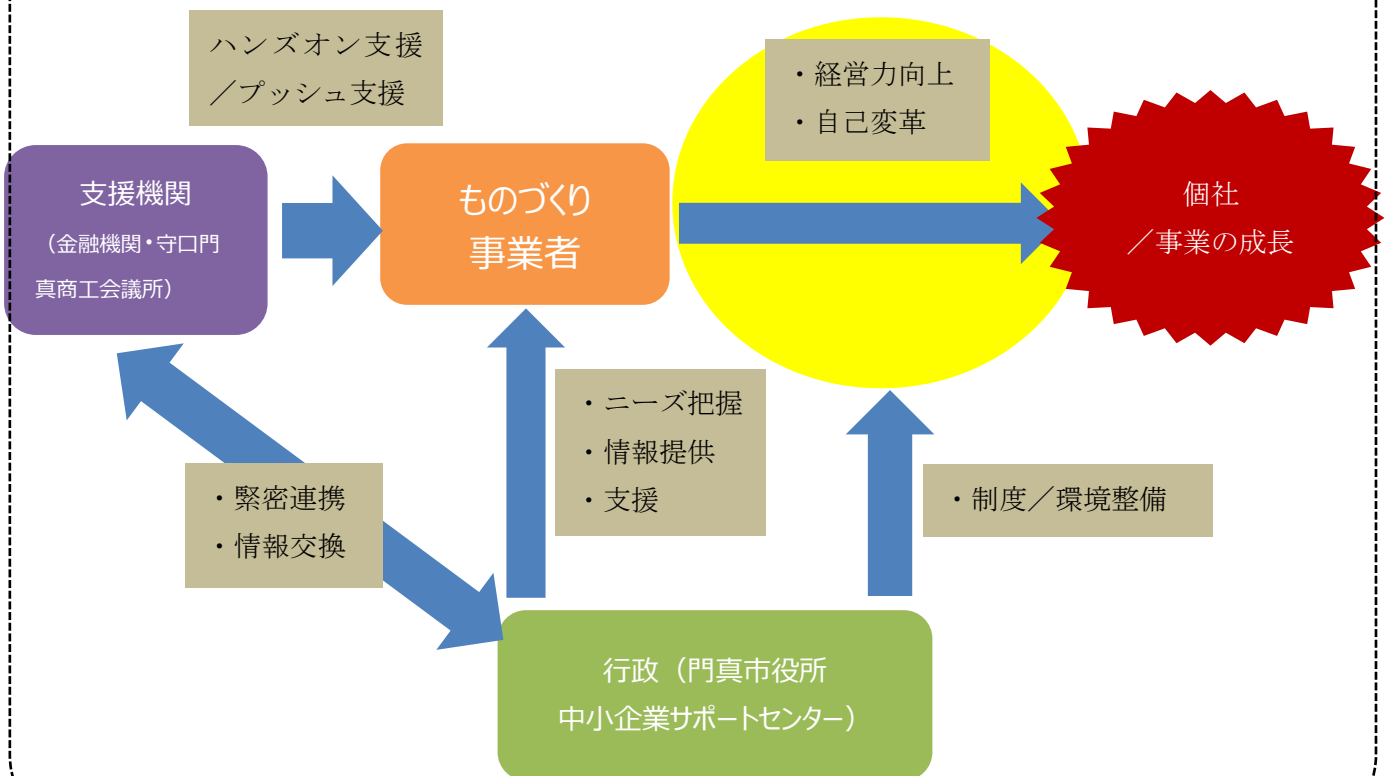 ハンズオン支援
／プッシュ支援
・経営力向上
・自己変革
支援機関
（金融機関・守口門
真商工会議所）
ものづくり
事業者
個社
／事業の成長
・ニーズ把握
・情報提供
・支援
・緊密連携
・情報交換
・制度／環境整備
行政（門真市役所
中小企業サポートセンター）